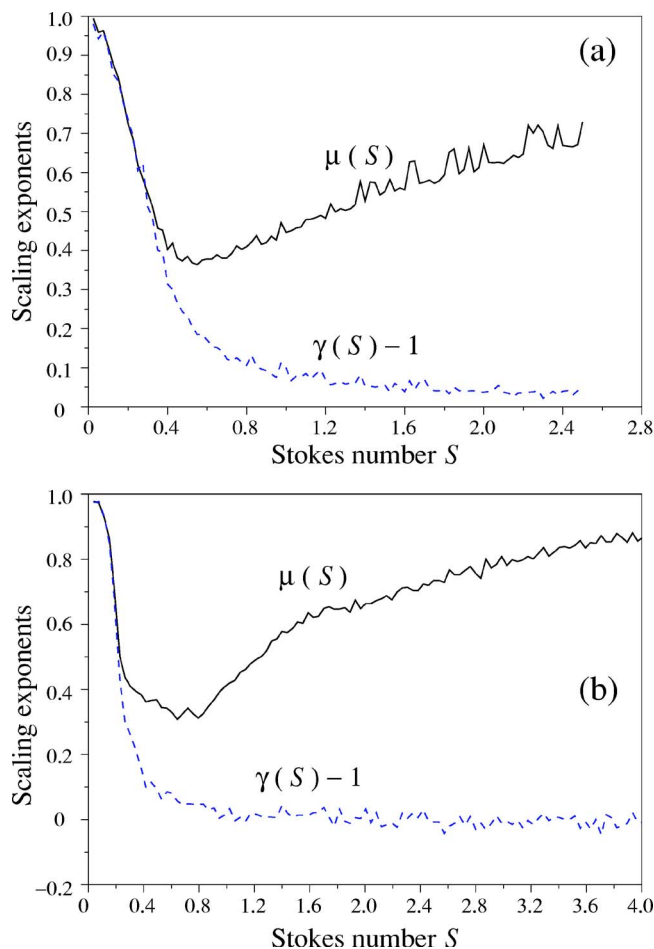 (a)
1.0
0.9
0.8
0.7
0.6
0.5
0.4
0.3
0.2
0.1
0
Scaling exponents
μ(S)
γ(S) – 1
0 0.4 0.8 1.2 1.6 2.0 2.4 2.8
Stokes number S
1.0
0.8
0.6
0.4
0.2
0
–0.2
Scaling exponents
μ(S)
(b)
γ(S) – 1
0 0.4 0.8 1.2 1.6 2.0 2.4 2.8 3.2 3.6 4.0
Stokes number S